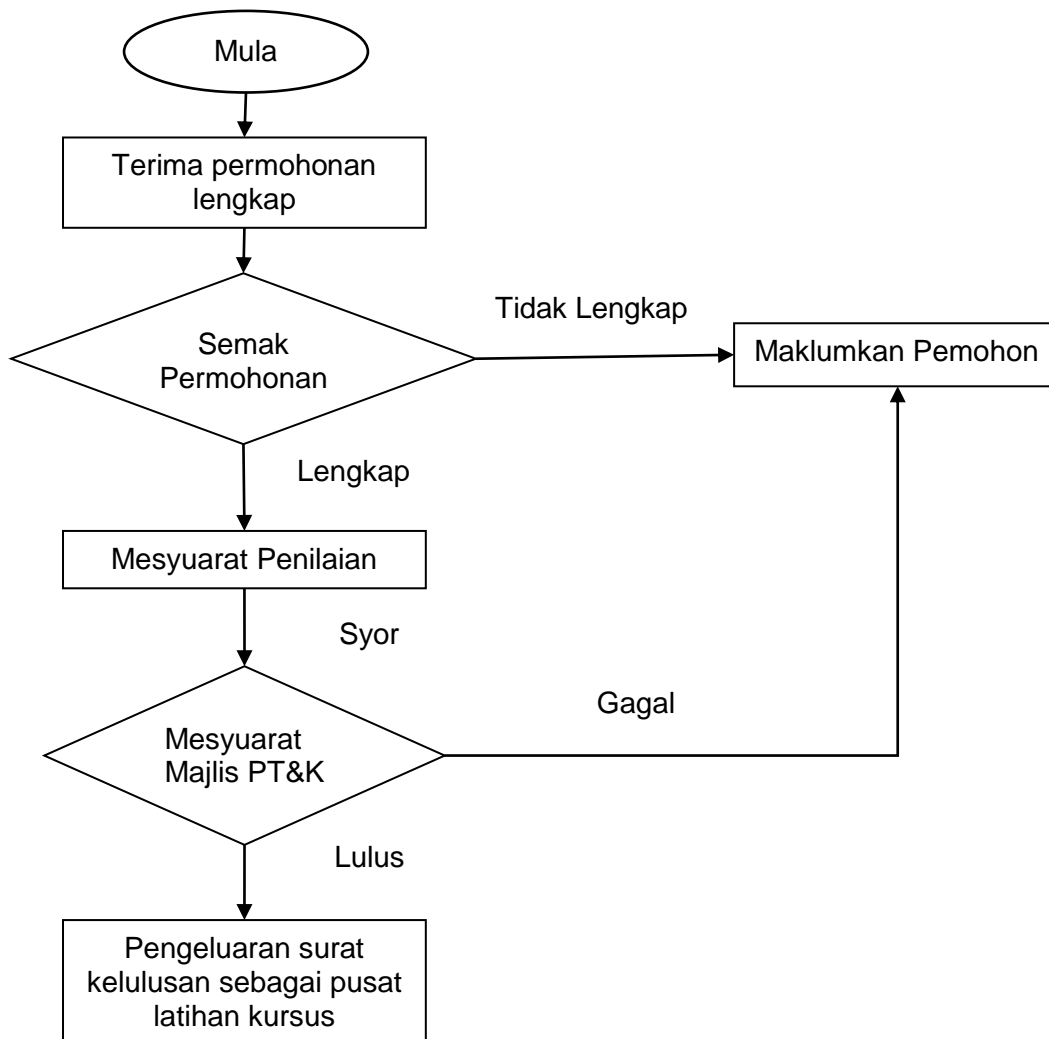 Mula
Terima permohonan
lengkap
Tidak Lengkap
Semak
Permohonan
Maklumkan Pemohon
Lengkap
Mesyuarat Penilaian
Syor
Gagal
Mesyuarat
Majlis PT&K
Lulus
Pengeluaran surat
kelulusan sebagai pusat
latihan kursus